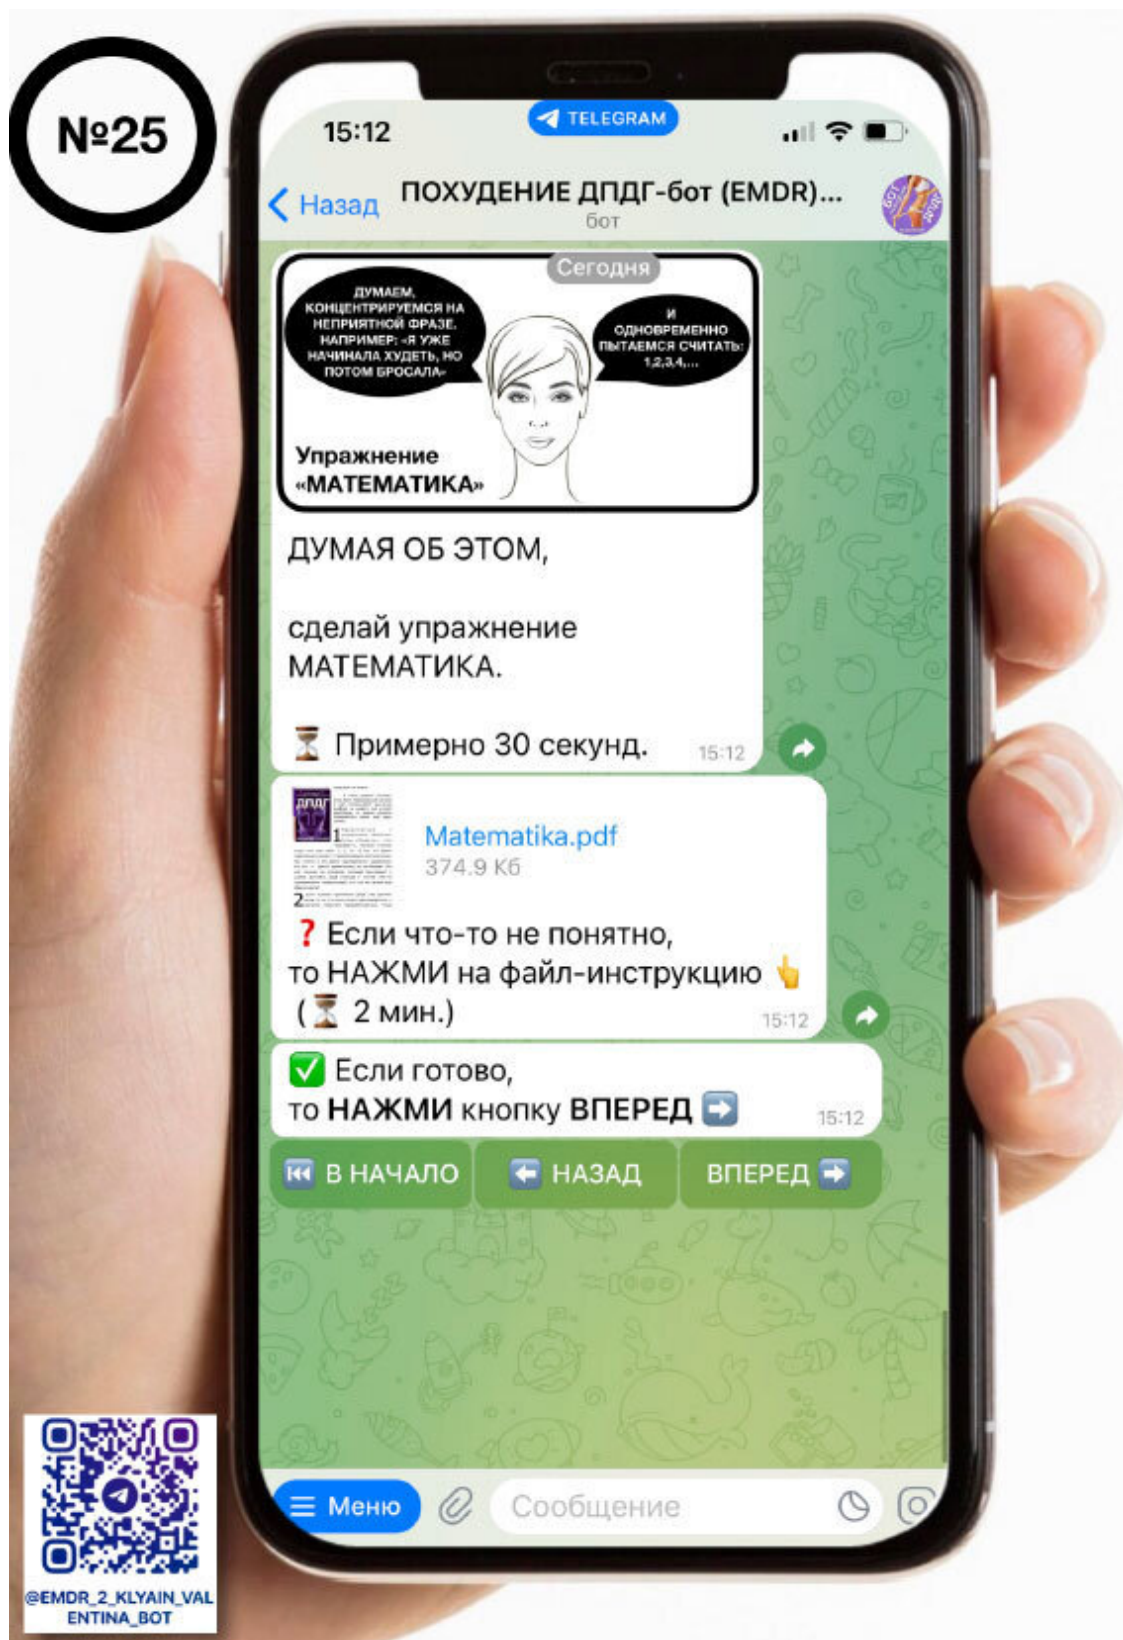 №25
15:12
TELEGRAM
Назад
ПОХУДЕНИЕ ДПДГ-бот (EMDR)...
бот
Сегодня
ДУМАЕМ,
КОНЦЕНТРИРУЕМСЯ НА
НЕПРИЯТНОЙ ФРАЗЕ.
НАПРИМЕР: «Я УЖЕ
НАЧИНАЛА ХУДЕТЬ, НО
ПОТОМ БРОСАЛА»
И
ОДНОВРЕМЕННО
ПЫТАЕМСЯ СЧИТАТЬ:
1,2,3,4,...
Упражнение
«МАТЕМАТИКА»
ДУМАЯ ОБ ЭТОМ,
сделай упражнение
МАТЕМАТИКА.
⏳ Примерно 30 секунд.
15:12
ДПДГ
1
2
Matematika.pdf
374.9 Кб
❓ Если что-то не понятно,
то НАЖМИ на файл-инструкцию 👆
(⏳ 2 мин.)
15:12
✅ Если готово,
то НАЖМИ кнопку ВПЕРЕД ➡️
15:12
⏮ В НАЧАЛО
⬅️ НАЗАД
ВПЕРЕД ➡️
Меню
Сообщение
@EMDR_2_KLYAIN_VAL
ENTINA_BOT